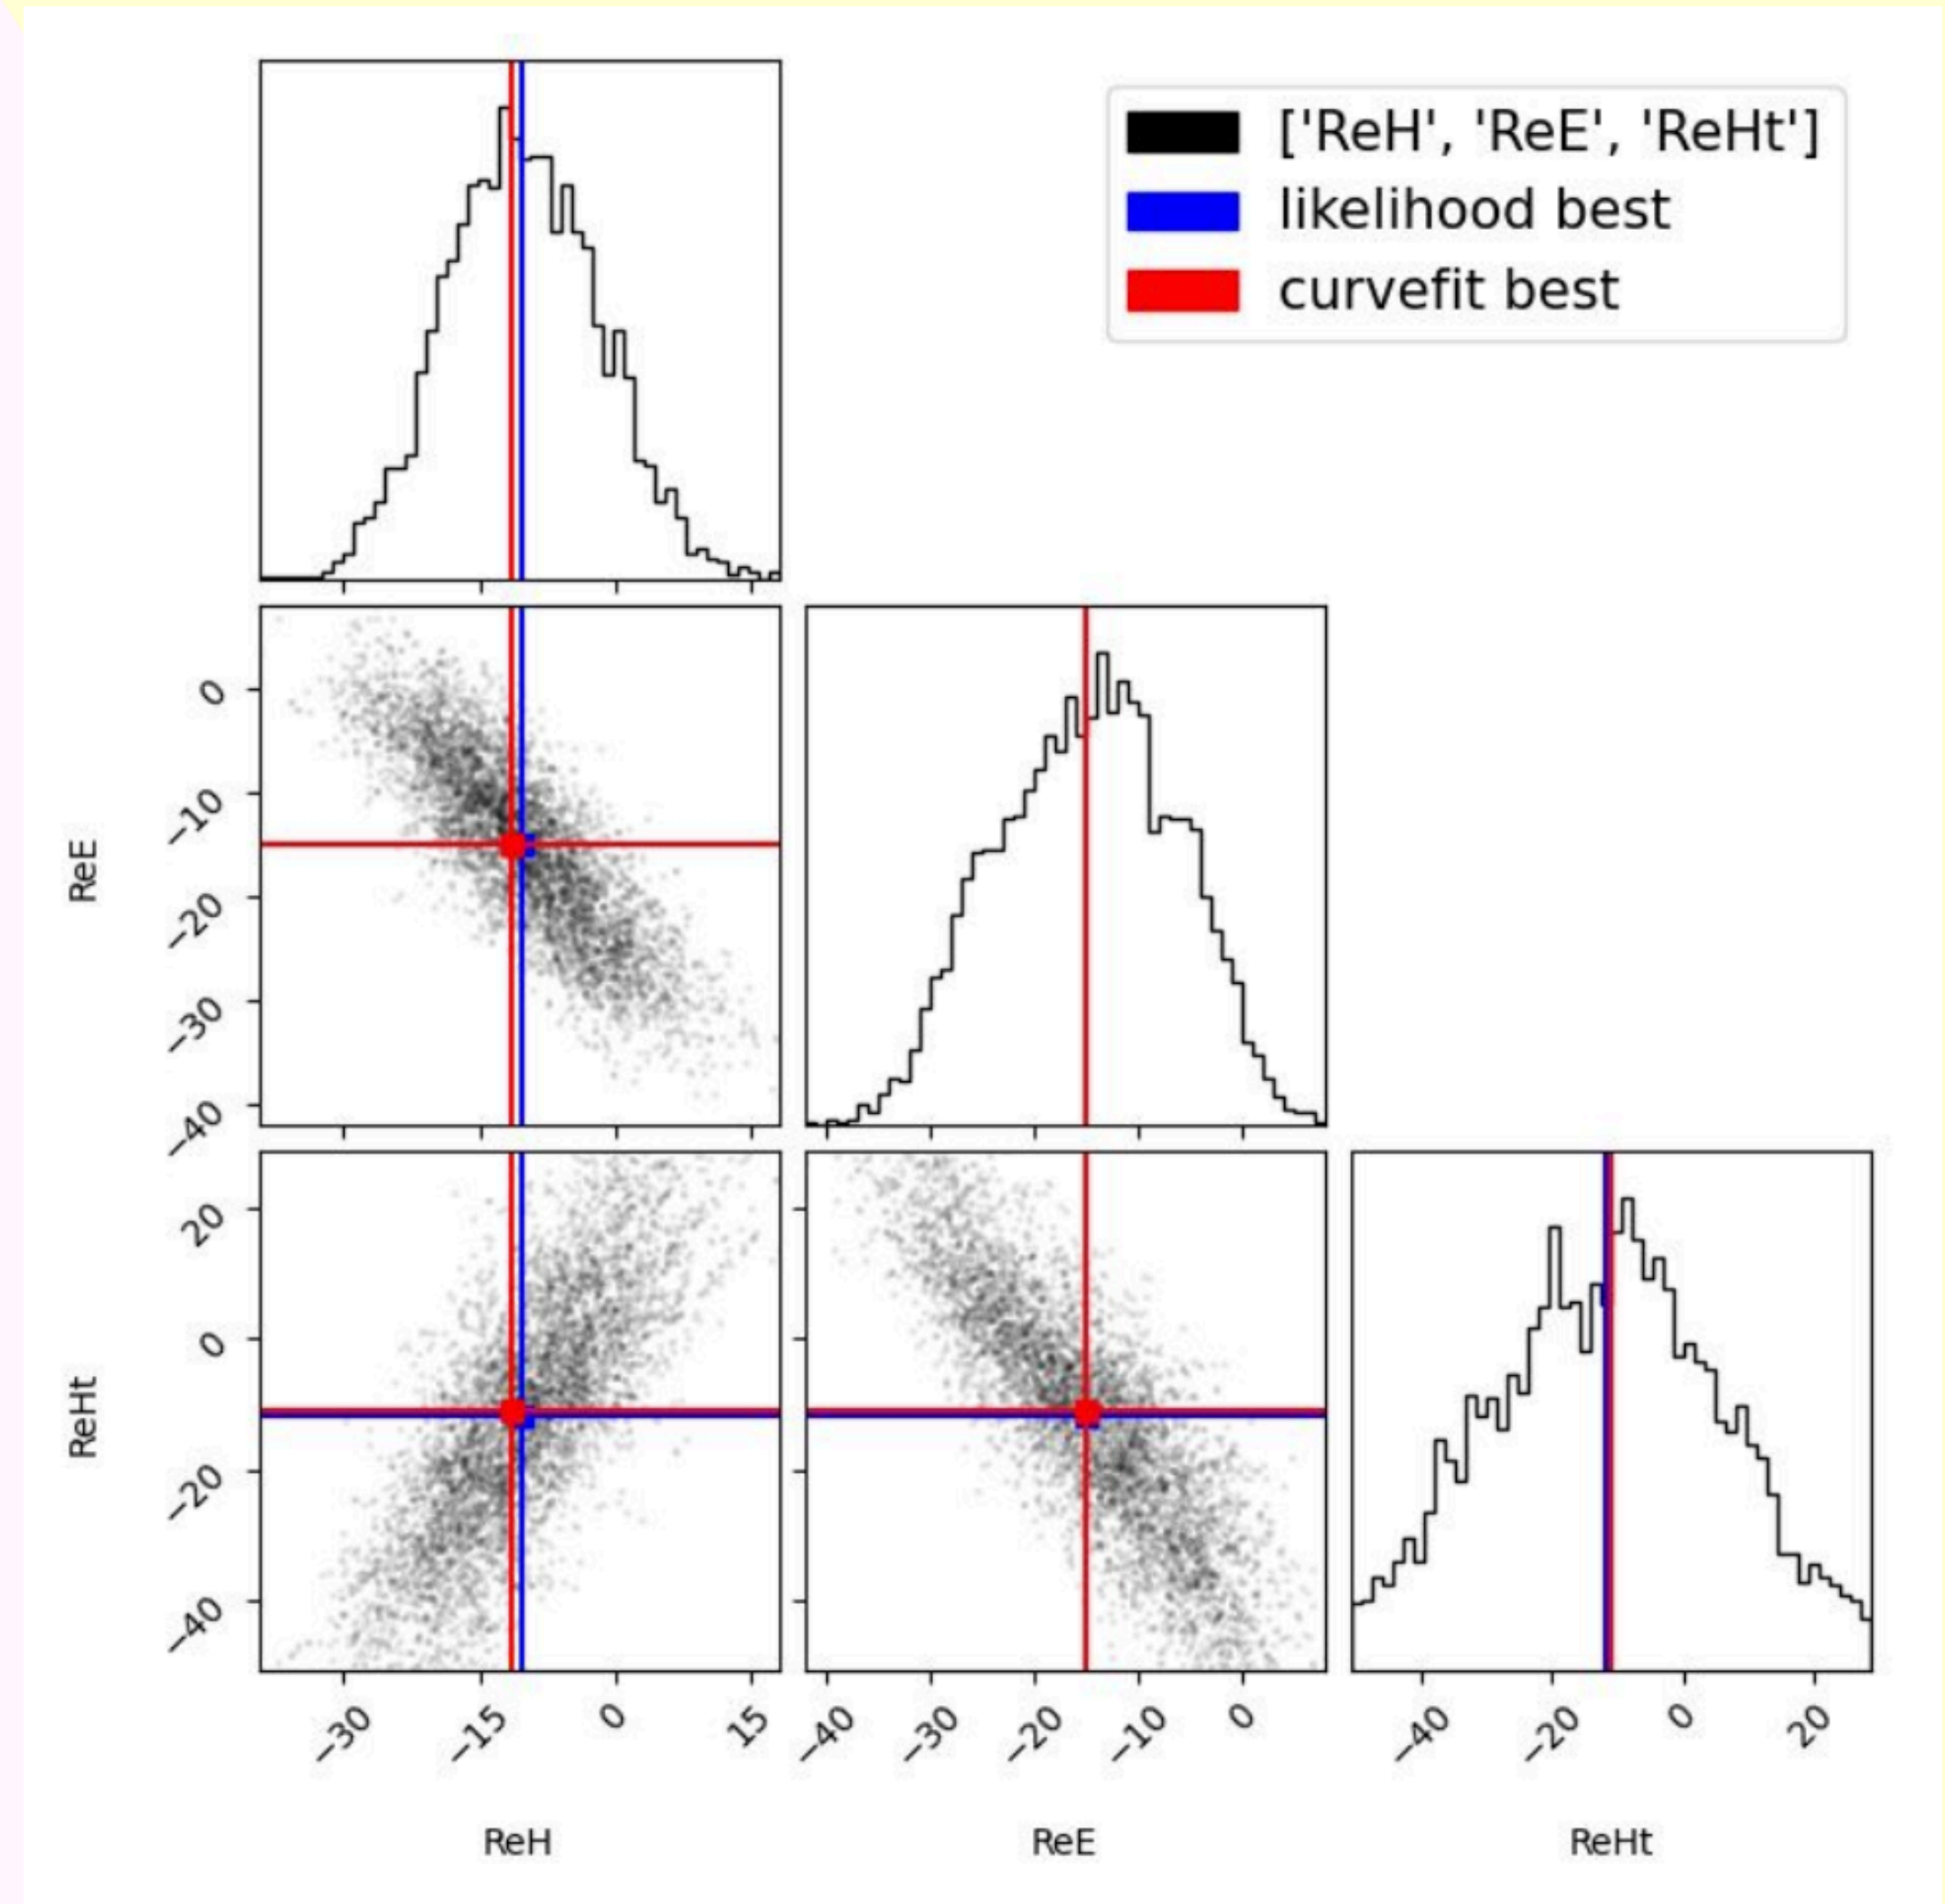 ['ReH', 'ReE', 'ReHt']
likelihood best
curvefit best
0
−10
−20
−30
−40
ReE
20
0
−20
−40
ReHt
−30 −15 0 15
−40 −30 −20 −10 0
−40 −20 0 20
ReH ReE ReHt